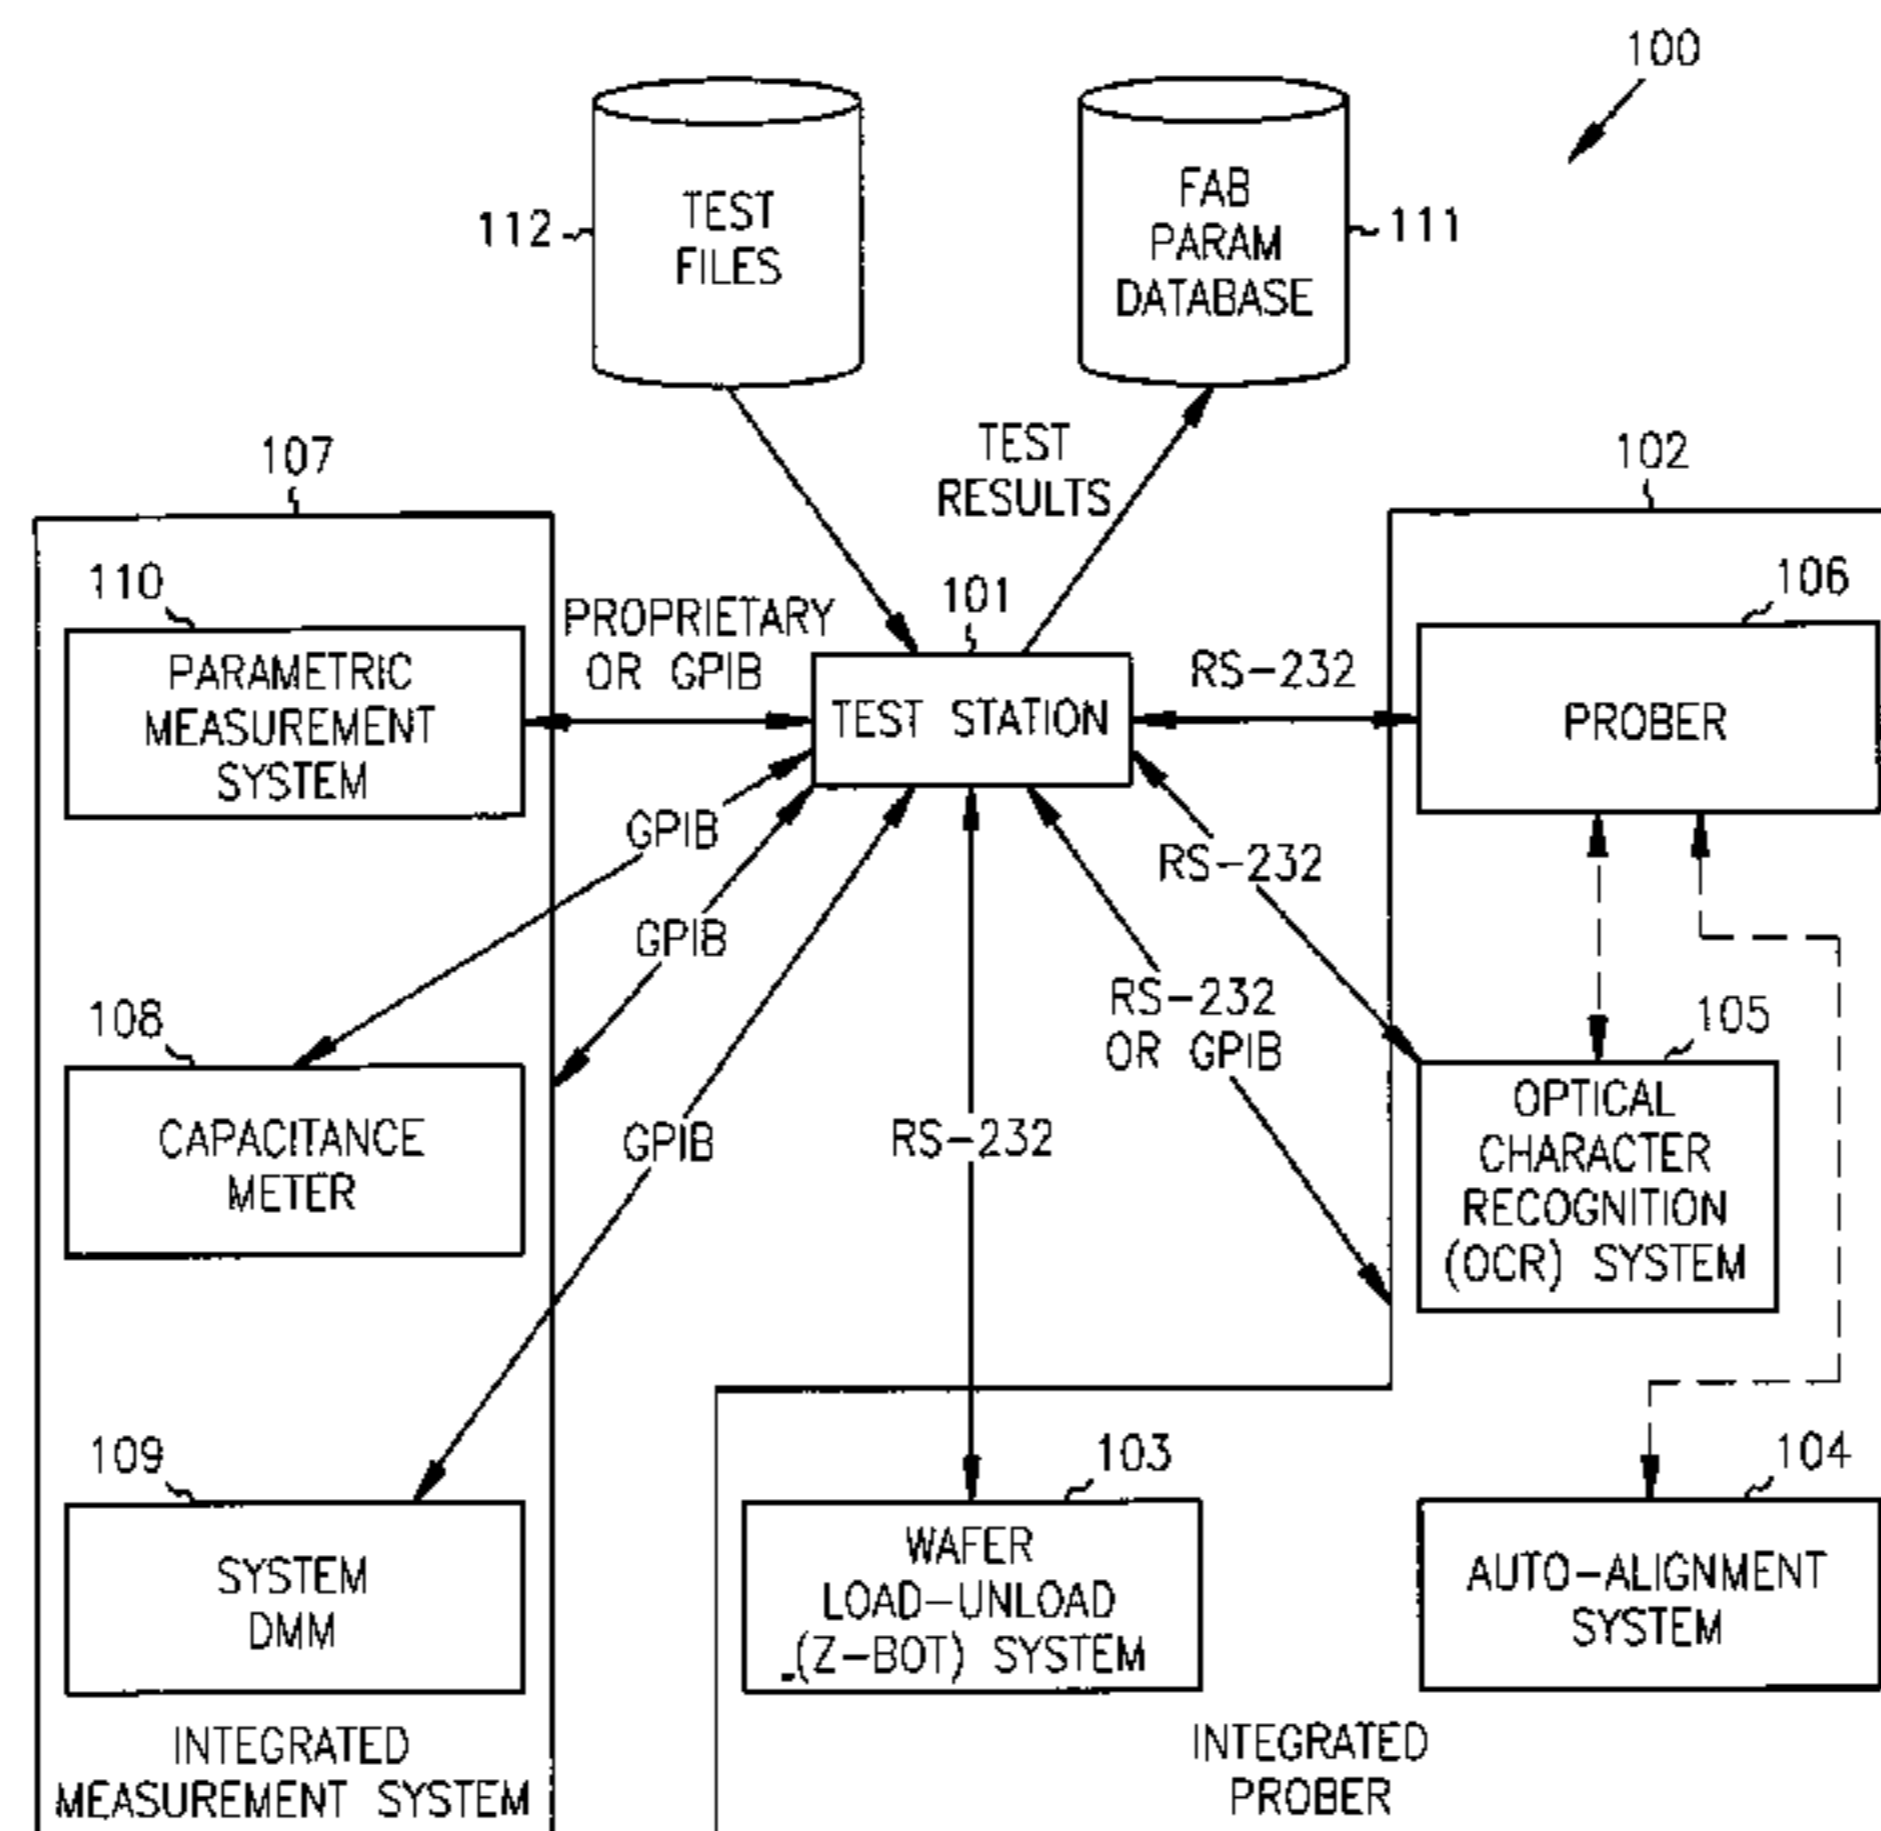 100
112
TEST
FILES
FAB
PARAM
DATABASE
111
107
TEST
RESULTS
102
110
PROPRIETARY
OR GPIB
101
106
PARAMETRIC
MEASUREMENT
SYSTEM
TEST STATION
RS-232
PROBER
GPIB
RS-232
GPIB
108
RS-232
OR GPIB
105
CAPACITANCE
METER
GPIB
RS-232
OPTICAL
CHARACTER
RECOGNITION
(OCR) SYSTEM
109
103
104
SYSTEM
DMM
WAFER
LOAD-UNLOAD
(Z-BOT) SYSTEM
AUTO-ALIGNMENT
SYSTEM
INTEGRATED
MEASUREMENT SYSTEM
INTEGRATED
PROBER